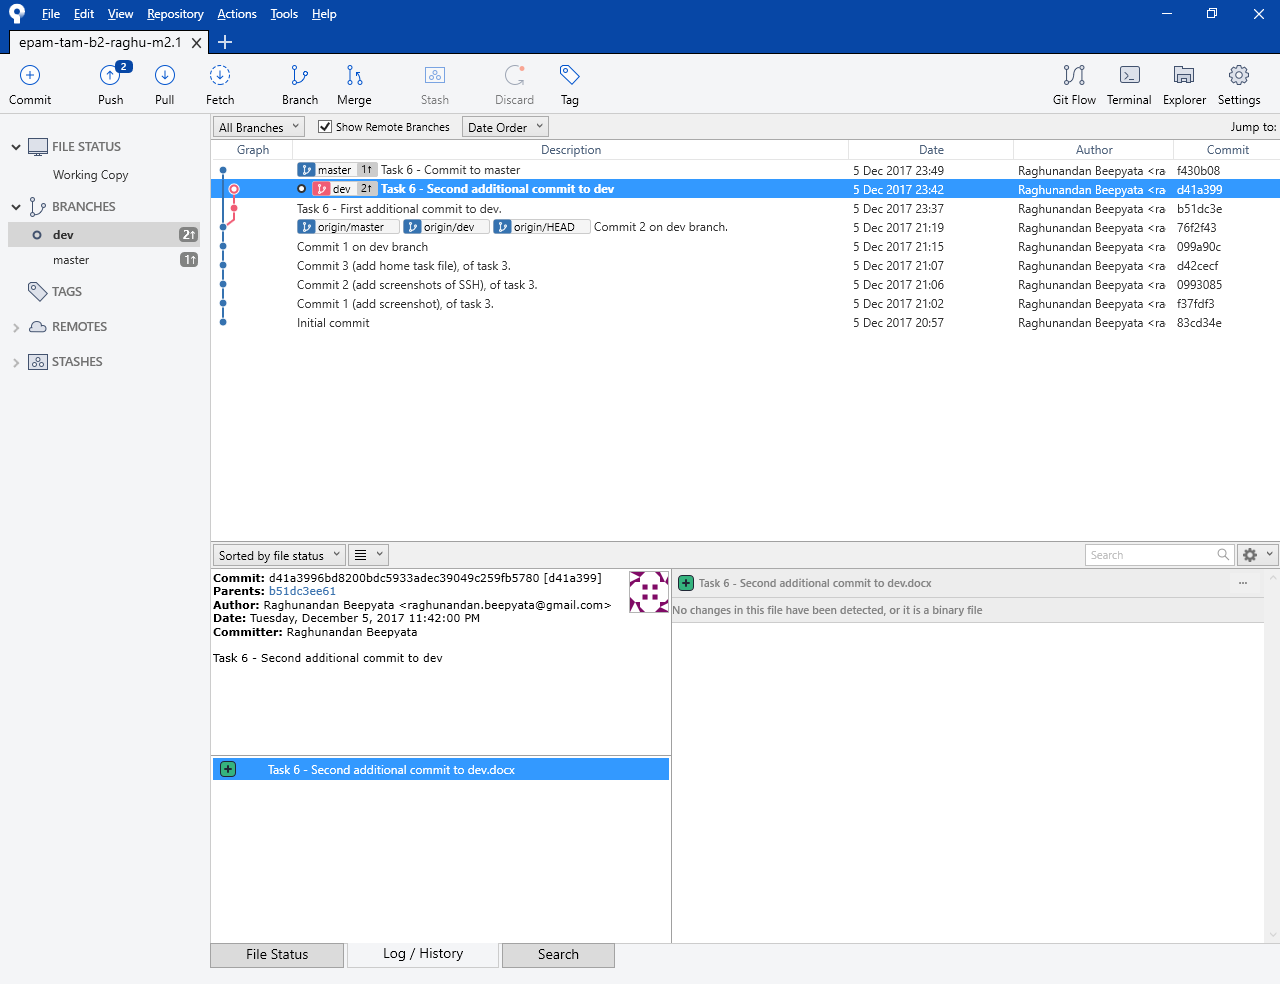 File Edit View Repository Actions Tools Help
epam-tam-b2-raghu-m2.1
2
Commit Push Pull Fetch Branch Merge Stash Discard Tag Git Flow Terminal Explorer Settings
All Branches Show Remote Branches Date Order Jump to:
FILE STATUS
Working Copy
BRANCHES
dev 2↑
master 1↑
TAGS
REMOTES
STASHES
Graph Description Date Author Commit
master 1↑ Task 6 - Commit to master 5 Dec 2017 23:49 Raghunandan Beepyata <ra f430b08
dev 2↑ Task 6 - Second additional commit to dev 5 Dec 2017 23:42 Raghunandan Beepyata <ra d41a399
Task 6 - First additional commit to dev. 5 Dec 2017 23:37 Raghunandan Beepyata <ra b51dc3e
origin/master origin/dev origin/HEAD Commit 2 on dev branch. 5 Dec 2017 21:19 Raghunandan Beepyata <ra 76f2f43
Commit 1 on dev branch 5 Dec 2017 21:15 Raghunandan Beepyata <ra 099a90c
Commit 3 (add home task file), of task 3. 5 Dec 2017 21:07 Raghunandan Beepyata <ra d42cecf
Commit 2 (add screenshots of SSH), of task 3. 5 Dec 2017 21:06 Raghunandan Beepyata <ra 0993085
Commit 1 (add screenshot), of task 3. 5 Dec 2017 21:02 Raghunandan Beepyata <ra f37fdf3
Initial commit 5 Dec 2017 20:57 Raghunandan Beepyata <ra 83cd34e
Sorted by file status Search
Commit: d41a3996bd8200bdc5933adec39049c259fb5780 [d41a399]
Parents: b51dc3ee61
Author: Raghunandan Beepyata <raghunandan.beepyata@gmail.com>
Date: Tuesday, December 5, 2017 11:42:00 PM
Committer: Raghunandan Beepyata
Task 6 - Second additional commit to dev
Task 6 - Second additional commit to dev.docx
Task 6 - Second additional commit to dev.docx ...
No changes in this file have been detected, or it is a binary file
File Status Log / History Search